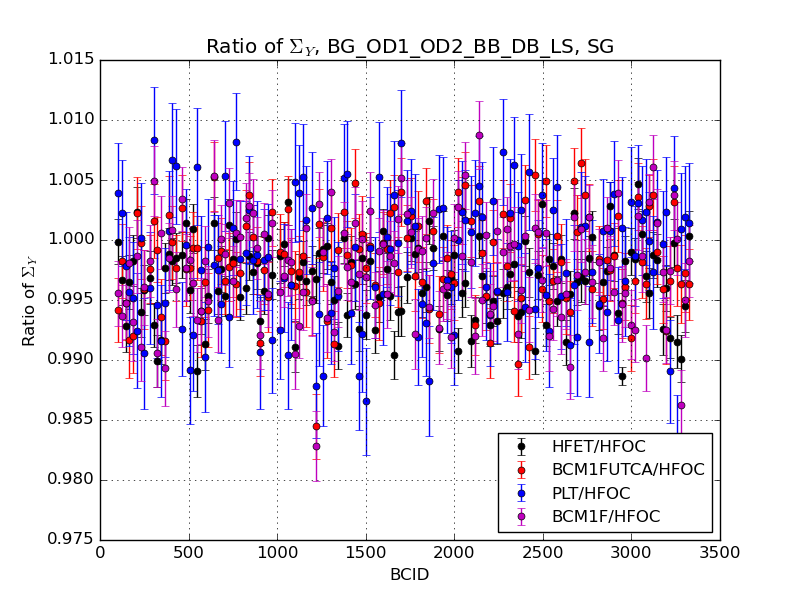 Ratio of Σ_Y, BG_OD1_OD2_BB_DB_LS, SG
1.015
1.010
1.005
1.000
0.995
0.990
0.985
0.980
0.975
Ratio of Σ_Y
HFET/HFOC
BCM1FUTCA/HFOC
PLT/HFOC
BCM1F/HFOC
0 500 1000 1500 2000 2500 3000 3500
BCID